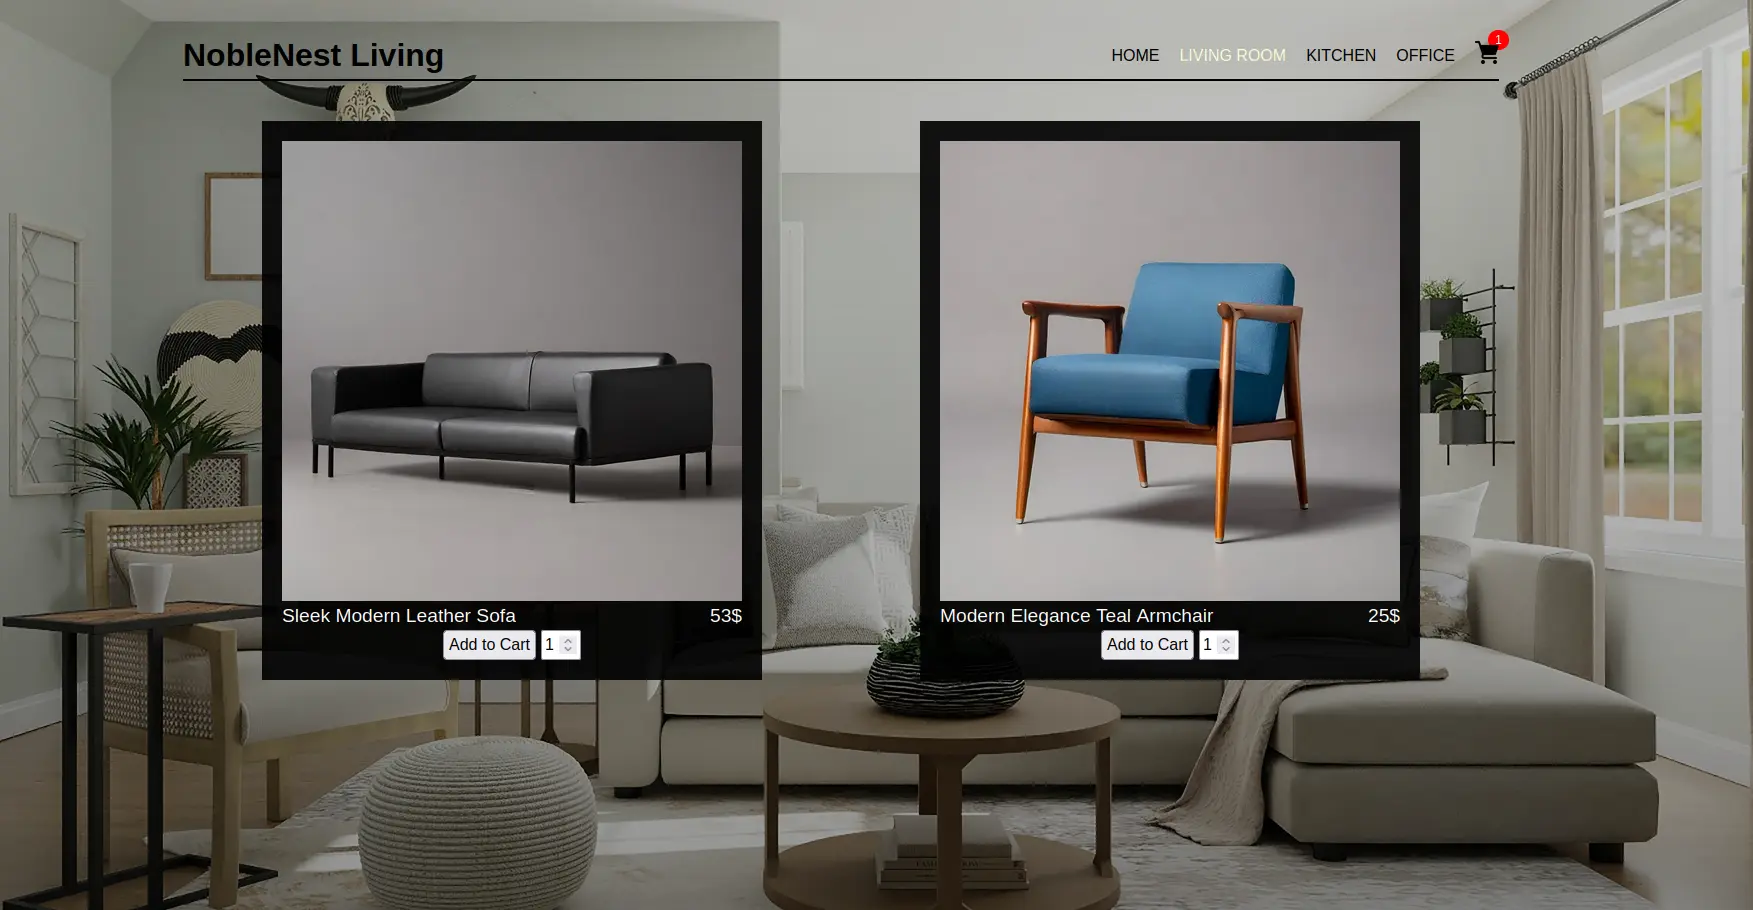 NobleNest Living
HOME LIVING ROOM KITCHEN OFFICE 1
Sleek Modern Leather Sofa 53$
Add to Cart 1
Modern Elegance Teal Armchair 25$
Add to Cart 1